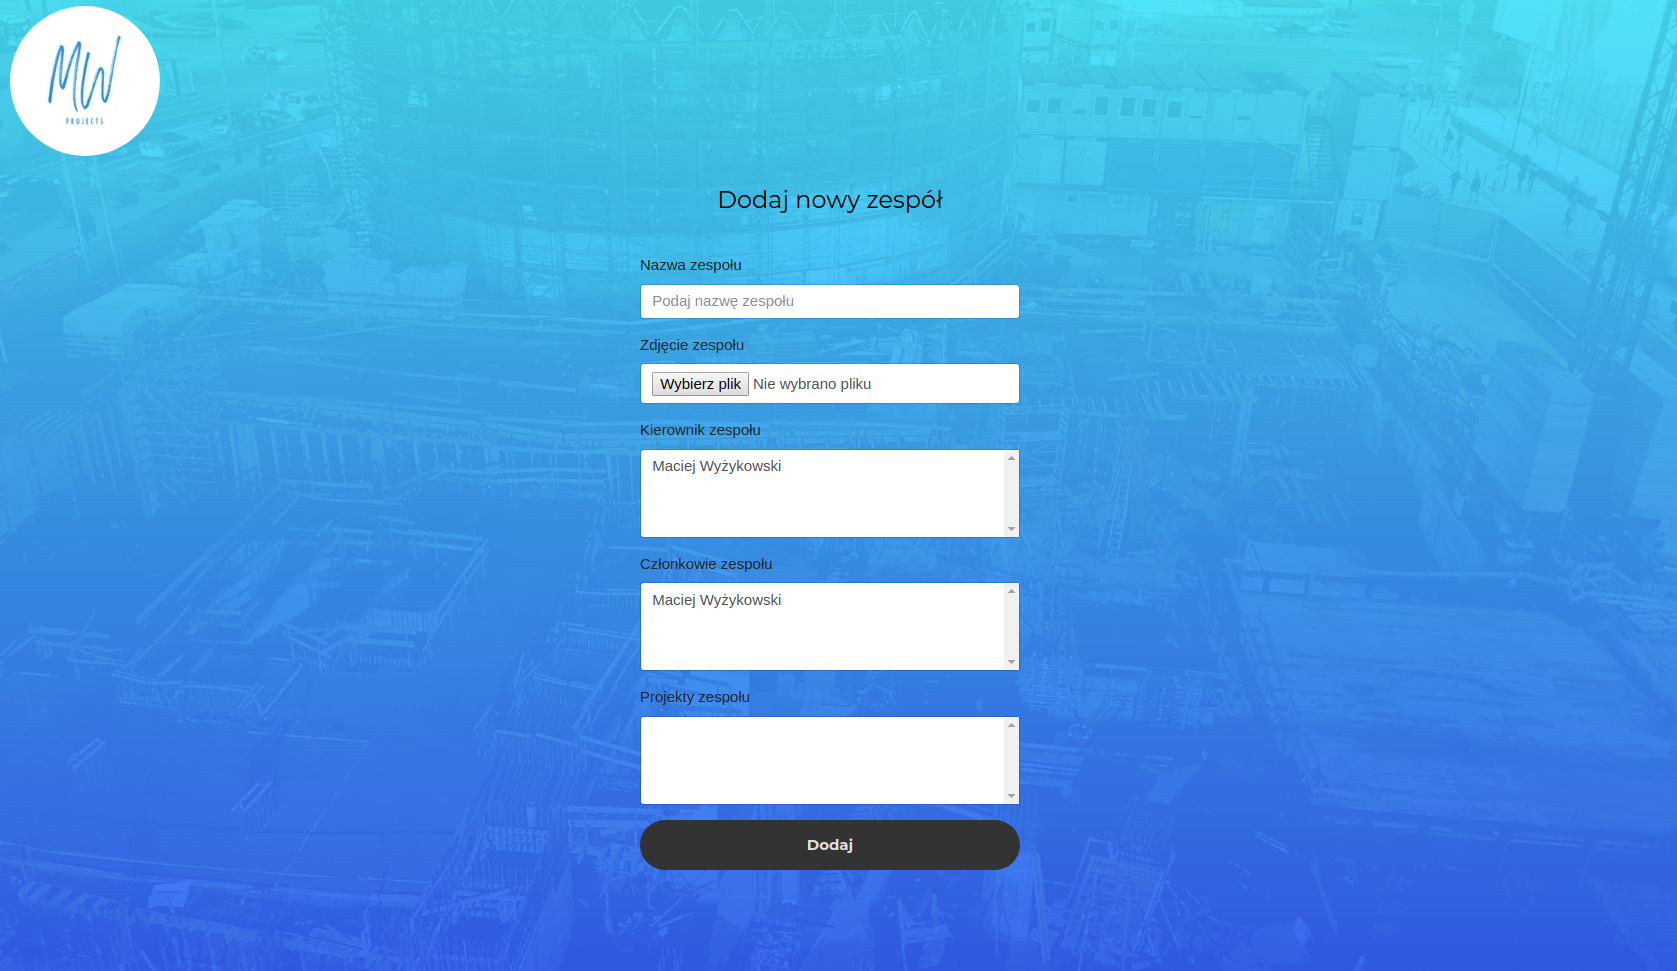 MW
PROJECTS
Dodaj nowy zespół
Nazwa zespołu
Podaj nazwę zespołu
Zdjęcie zespołu
Wybierz plik Nie wybrano pliku
Kierownik zespołu
Maciej Wyżykowski
Członkowie zespołu
Maciej Wyżykowski
Projekty zespołu
Dodaj